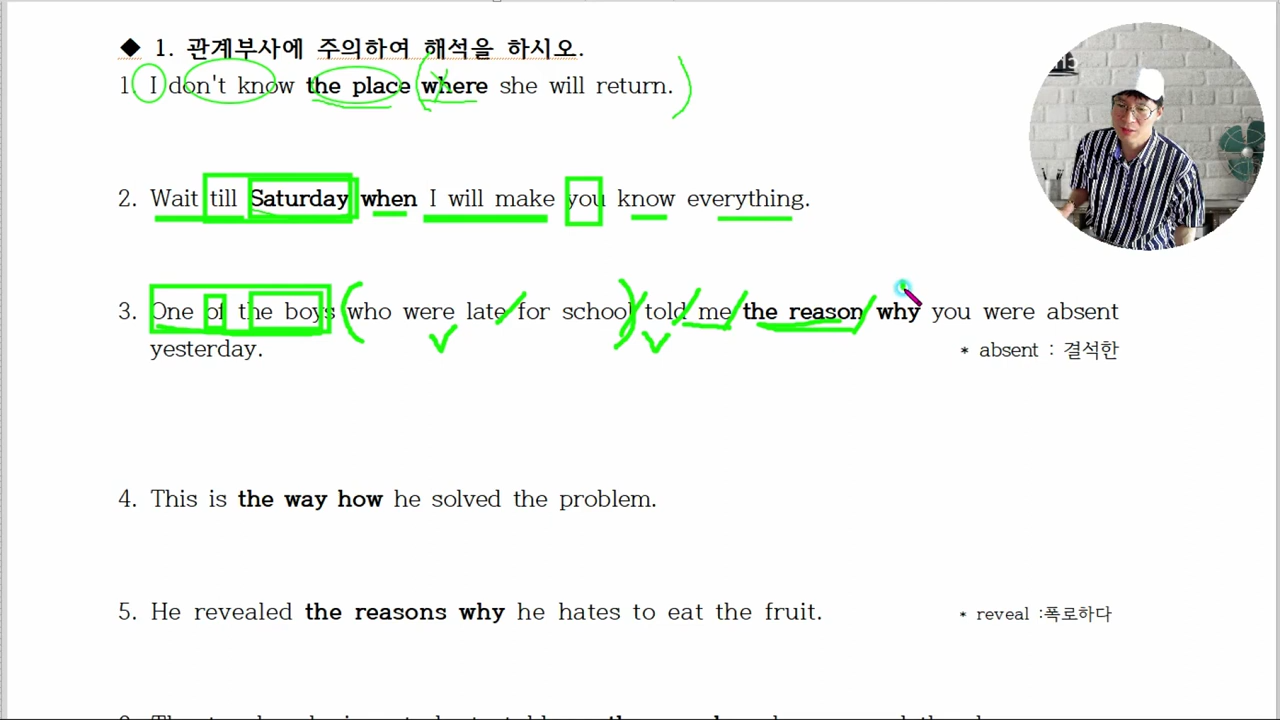 ◆ 1. 관계부사에 주의하여 해석을 하시오.
1. I don't know the place where she will return.
2. Wait till Saturday when I will make you know everything.
3. One of the boys who were late for school told me the reason why you were absent
yesterday.
* absent : 결석한
4. This is the way how he solved the problem.
5. He revealed the reasons why he hates to eat the fruit.
* reveal :폭로하다